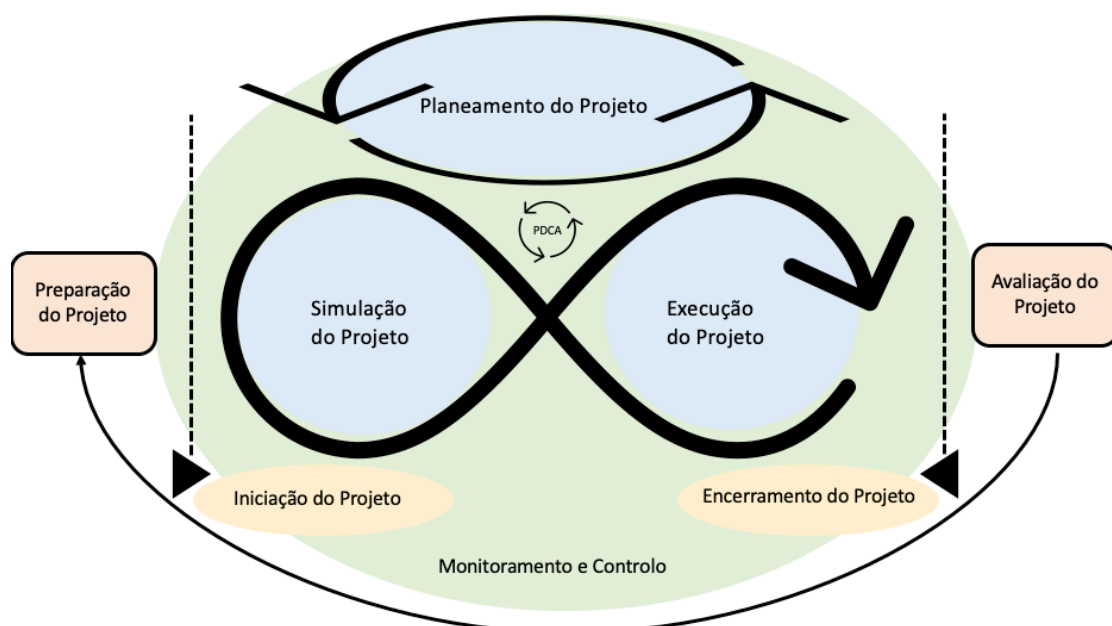 Planeamento do Projeto
PDCA
Preparação
do Projeto
Simulação
do Projeto
Execução
do Projeto
Avaliação do
Projeto
Iniciação do Projeto
Encerramento do Projeto
Monitoramento e Controlo